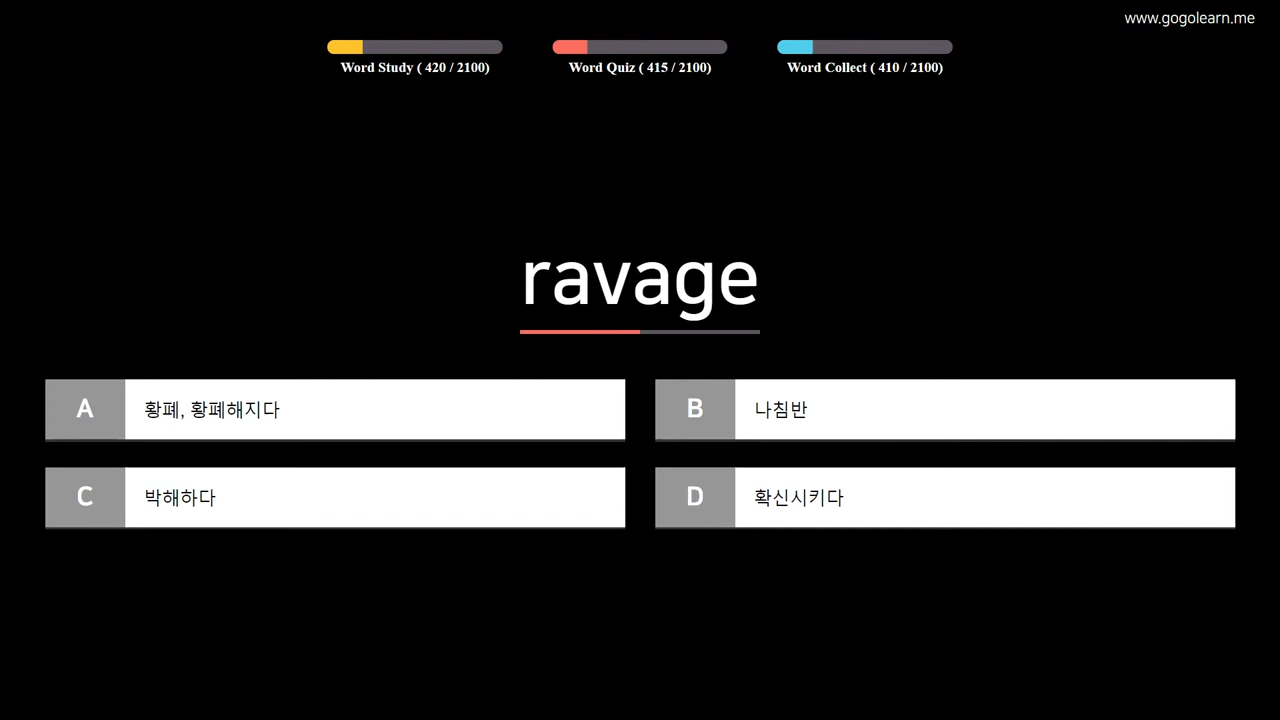 www.gogolearn.me
Word Study ( 420 / 2100)
Word Quiz ( 415 / 2100)
Word Collect ( 410 / 2100)
ravage
A 황폐, 황폐해지다
B 나침반
C 박해하다
D 확신시키다